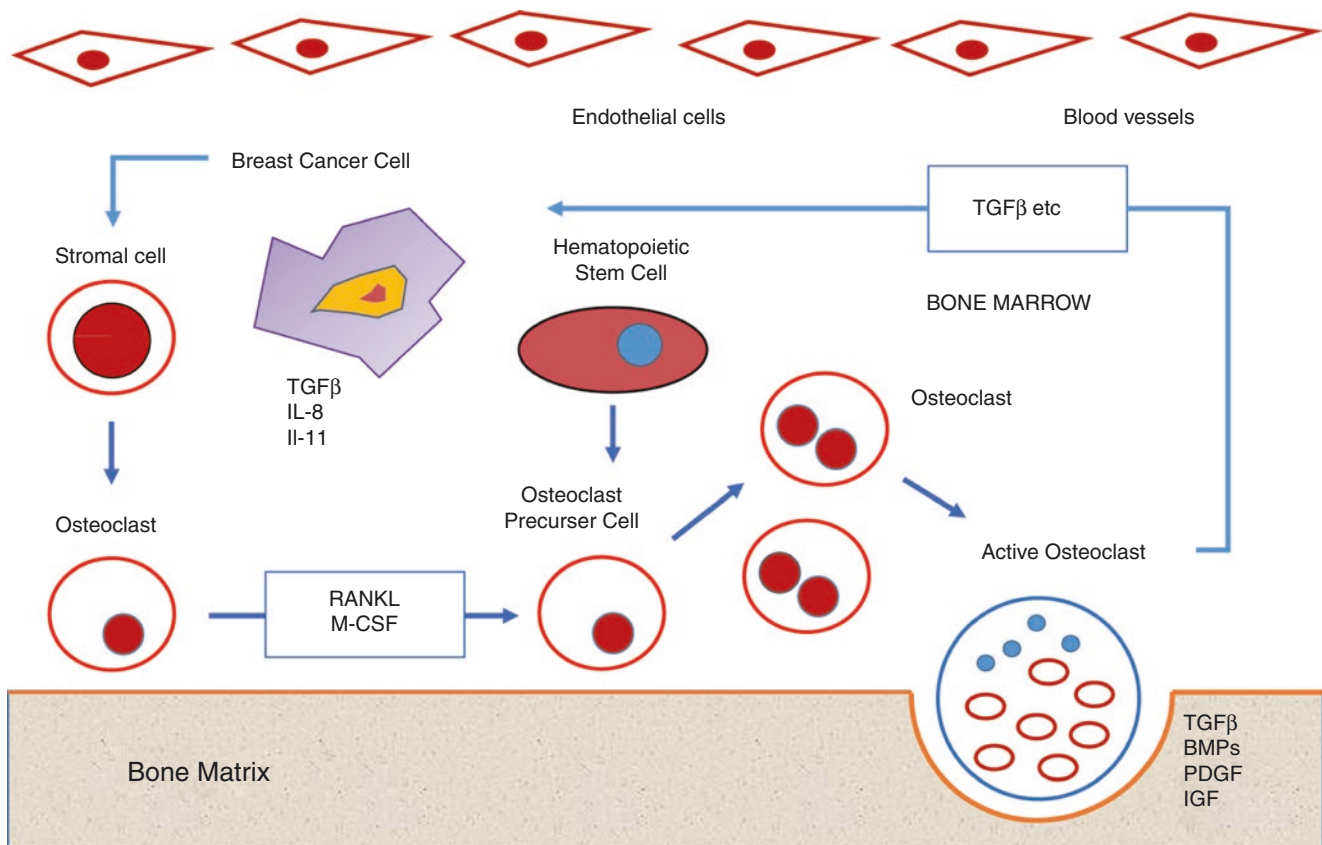 Endothelial cells
Blood vessels
Breast Cancer Cell
TGFβ etc
Stromal cell
Hematopoietic
Stem Cell
BONE MARROW
TGFβ
IL-8
Il-11
Osteoclast
Osteoclast
Osteoclast
Precurser Cell
Active Osteoclast
RANKL
M-CSF
Bone Matrix
TGFβ
BMPs
PDGF
IGF